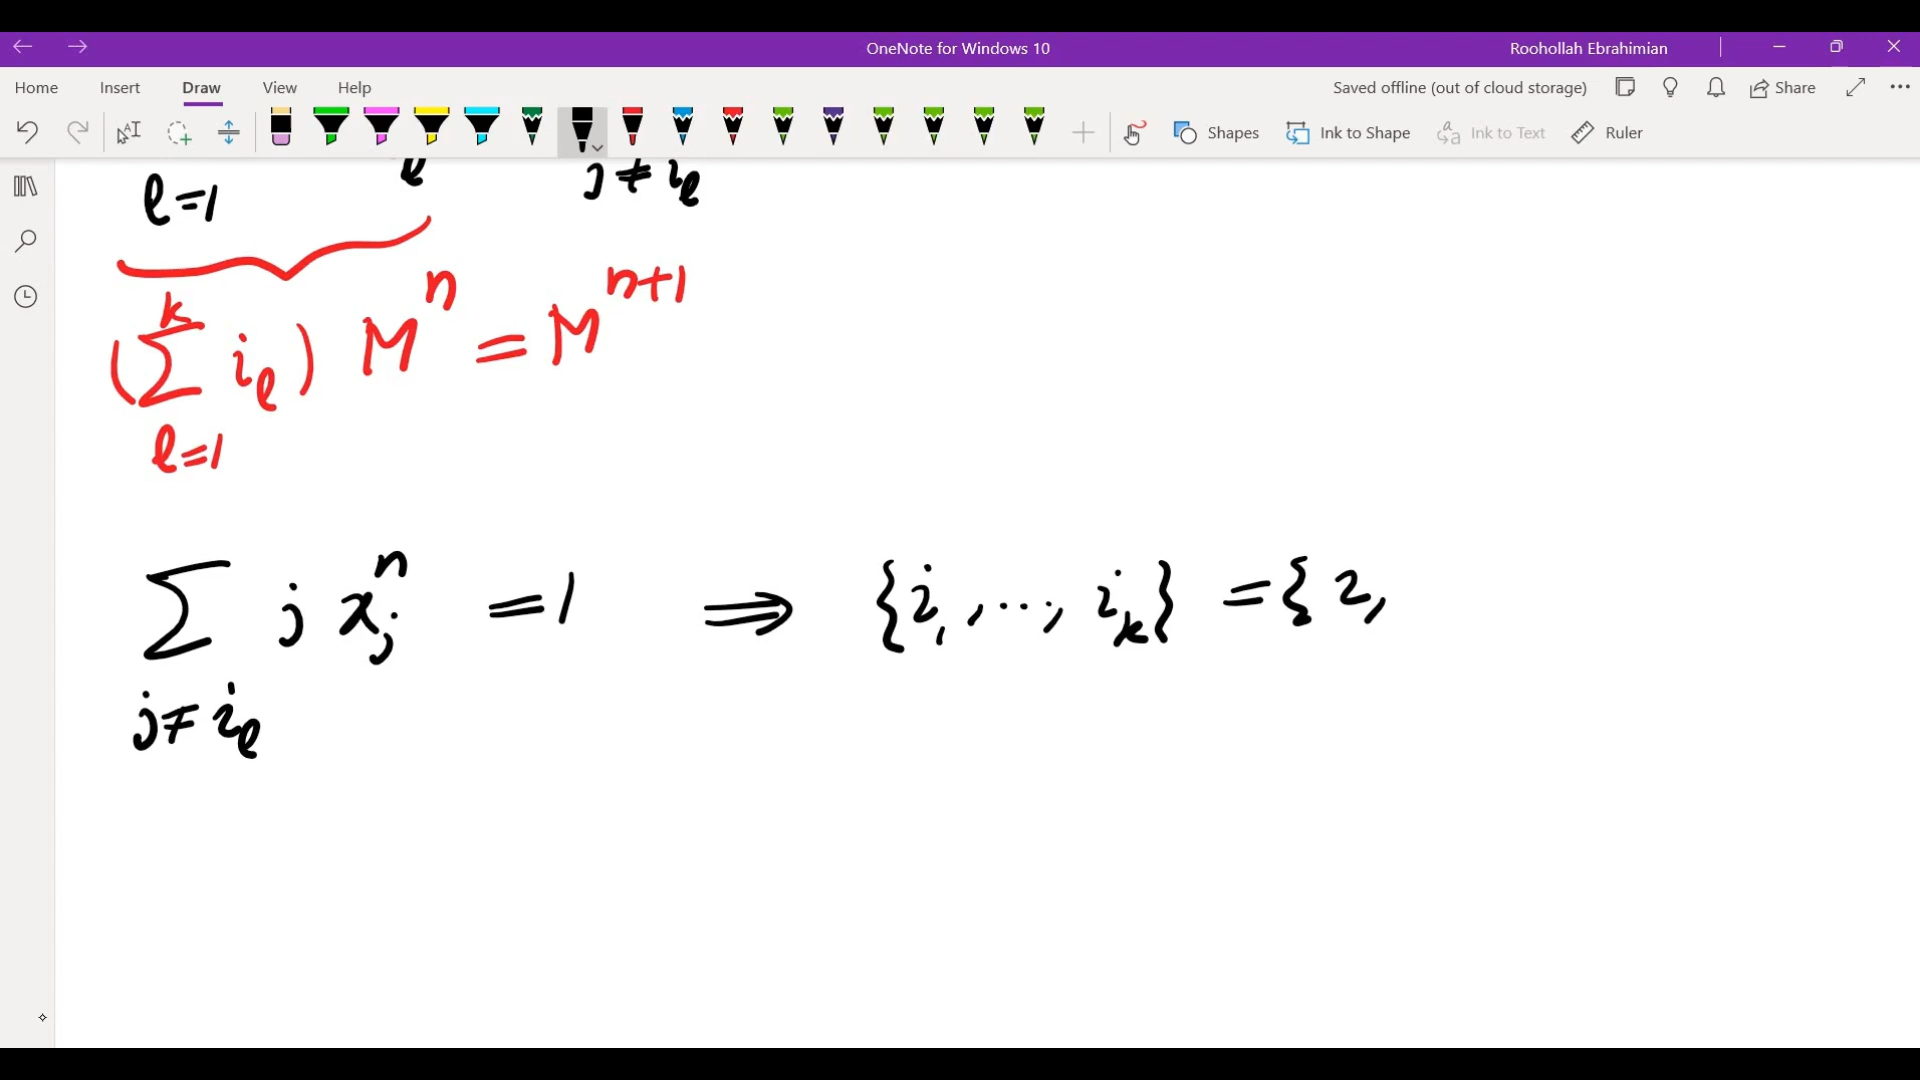 OneNote for Windows 10
Roohollah Ebrahimian
Home Insert Draw View Help
Saved offline (out of cloud storage)
Share
Shapes
Ink to Shape
Ink to Text
Ruler
ℓ=1 ℓ j≠i_ℓ
(∑_{ℓ=1}^{k} i_ℓ) M^n = M^{n+1}
∑_{j≠i_ℓ} j x_j^n = 1 ⟹ {i_1, ..., i_k} = {2,